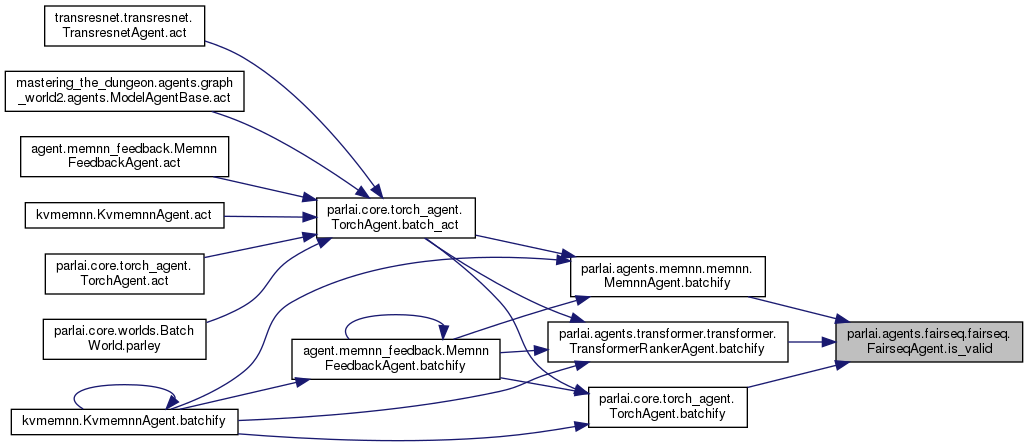 transresnet.transresnet.
TransresnetAgent.act
mastering_the_dungeon.agents.graph
_world2.agents.ModelAgentBase.act
agent.memnn_feedback.Memnn
FeedbackAgent.act
kvmemnn.KvmemnnAgent.act
parlai.core.torch_agent.
TorchAgent.act
parlai.core.worlds.Batch
World.parley
kvmemnn.KvmemnnAgent.batchify
parlai.core.torch_agent.
TorchAgent.batch_act
agent.memnn_feedback.Memnn
FeedbackAgent.batchify
parlai.agents.memnn.memnn.
MemnnAgent.batchify
parlai.agents.transformer.transformer.
TransformerRankerAgent.batchify
parlai.core.torch_agent.
TorchAgent.batchify
parlai.agents.fairseq.fairseq.
FairseqAgent.is_valid